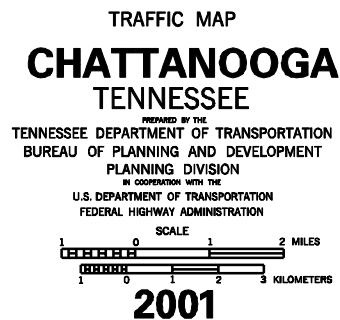 TRAFFIC MAP
CHATTANOOGA
TENNESSEE
PREPARED BY THE
TENNESSEE DEPARTMENT OF TRANSPORTATION
BUREAU OF PLANNING AND DEVELOPMENT
PLANNING DIVISION
IN COOPERATION WITH THE
U.S. DEPARTMENT OF TRANSPORTATION
FEDERAL HIGHWAY ADMINISTRATION
SCALE
1 0 1 2 MILES
1 0 1 2 3 KILOMETERS
2001